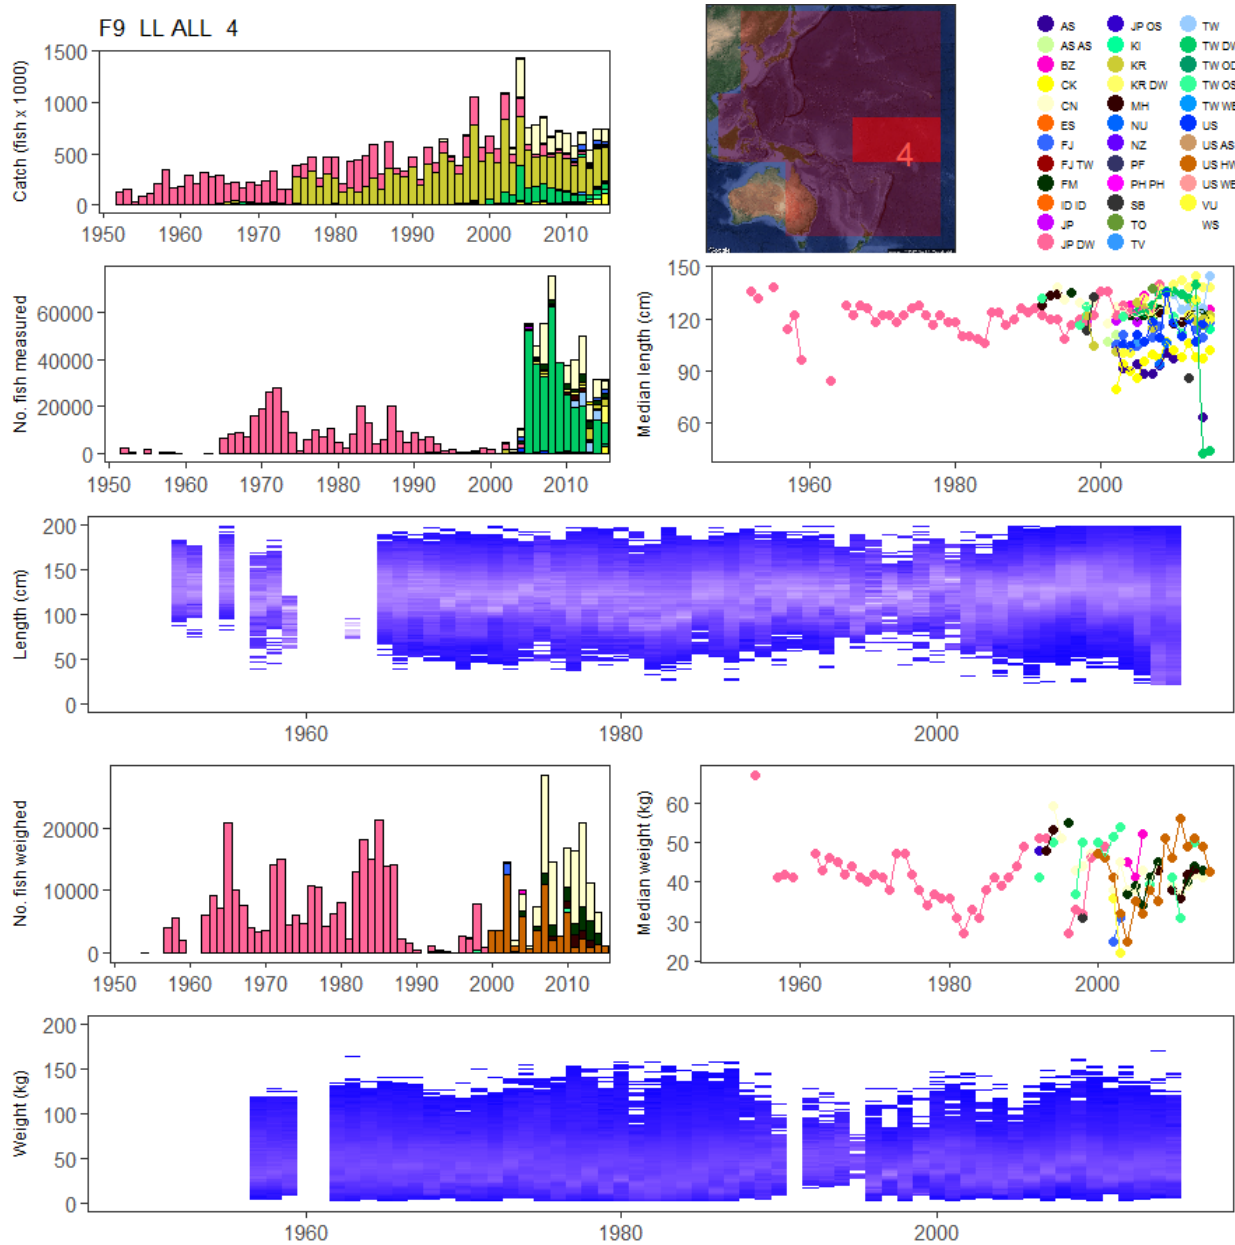 F9 LL ALL 4
Catch (fish x 1000)
1500
1000
500
0
1950 1960 1970 1980 1990 2000 2010
4
AS
AS AS
BZ
CK
CN
ES
FJ
FJ TW
FM
ID ID
JP
JP DW
JP OS
KI
KR
KR DW
MH
NU
NZ
PF
PH PH
SB
TO
TV
TW
TW DW
TW OD
TW OS
TW WE
US
US AS
US HW
US WE
VU
WS
No. fish measured
60000
40000
20000
0
1950 1960 1970 1980 1990 2000 2010
Median length (cm)
150
120
90
60
1960 1980 2000
Length (cm)
200
150
100
50
0
1960 1980 2000
No. fish weighed
20000
10000
0
1950 1960 1970 1980 1990 2000 2010
Median weight (kg)
60
50
40
30
20
1960 1980 2000
Weight (kg)
200
150
100
50
0
1960 1980 2000